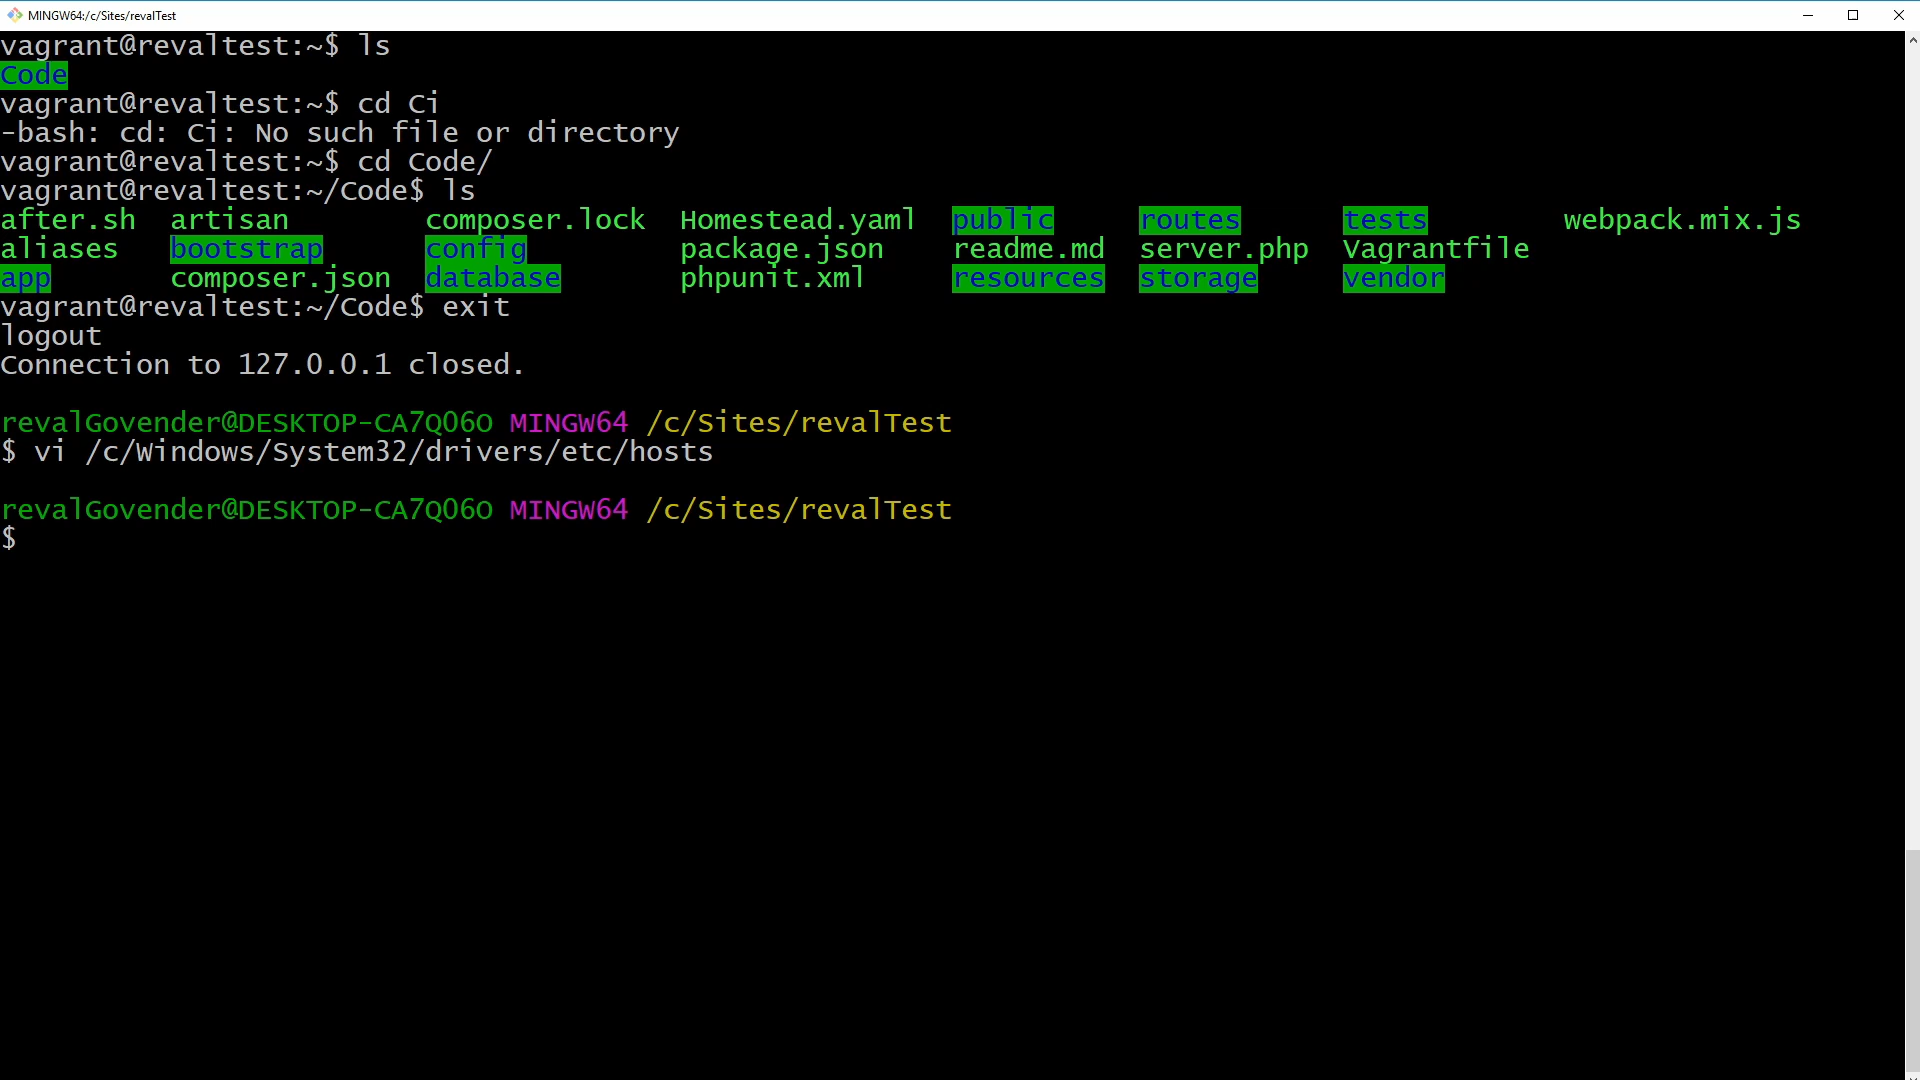 MINGW64:/c/Sites/revalTest
vagrant@revaltest:~$ ls
Code
vagrant@revaltest:~$ cd Ci
-bash: cd: Ci: No such file or directory
vagrant@revaltest:~$ cd Code/
vagrant@revaltest:~/Code$ ls
after.sh  artisan        composer.lock  Homestead.yaml  public     routes      tests        webpack.mix.js
aliases   bootstrap      config         package.json    readme.md  server.php  Vagrantfile
app       composer.json  database       phpunit.xml     resources  storage     vendor
vagrant@revaltest:~/Code$ exit
logout
Connection to 127.0.0.1 closed.
revalGovender@DESKTOP-CA7QO6O MINGW64 /c/Sites/revalTest
$ vi /c/Windows/System32/drivers/etc/hosts
revalGovender@DESKTOP-CA7QO6O MINGW64 /c/Sites/revalTest
$